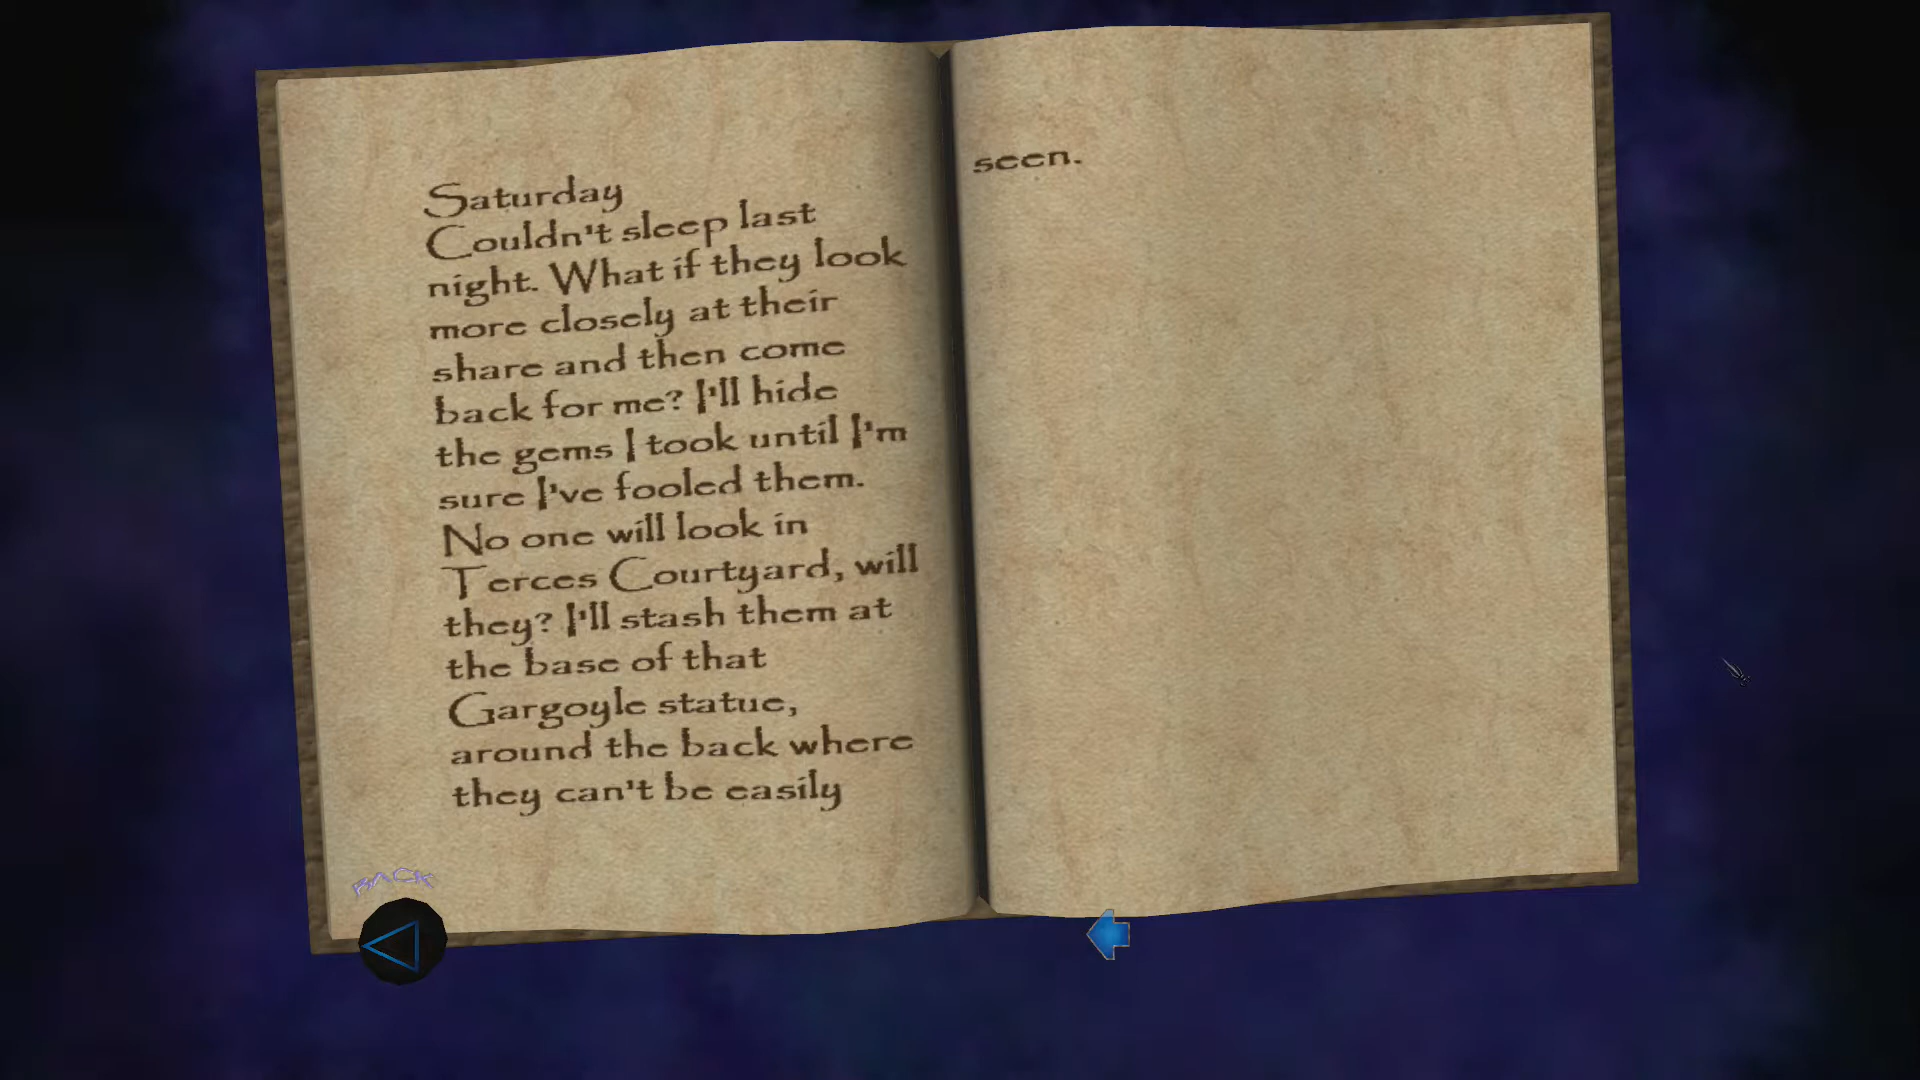 Saturday
Couldn't sleep last
night. What if they look
more closely at their
share and then come
back for me? I'll hide
the gems I took until I'm
sure I've fooled them.
No one will look in
Terces Courtyard, will
they? I'll stash them at
the base of that
Gargoyle statue,
around the back where
they can't be easily
seen.
BACK